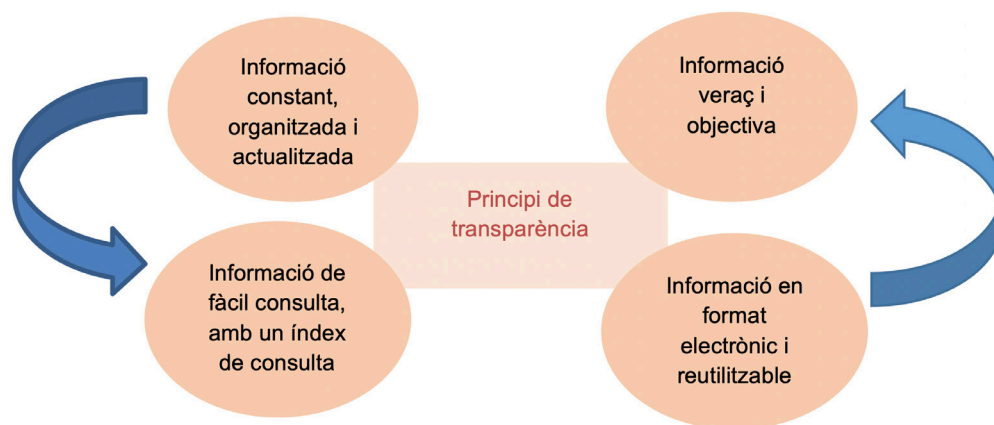 Informació
constant,
organitzada i
actualitzada
Informació
veraç i
objectiva
Principi de
transparència
Informació de
fàcil consulta,
amb un índex
de consulta
Informació en
format
electrònic i
reutilitzable